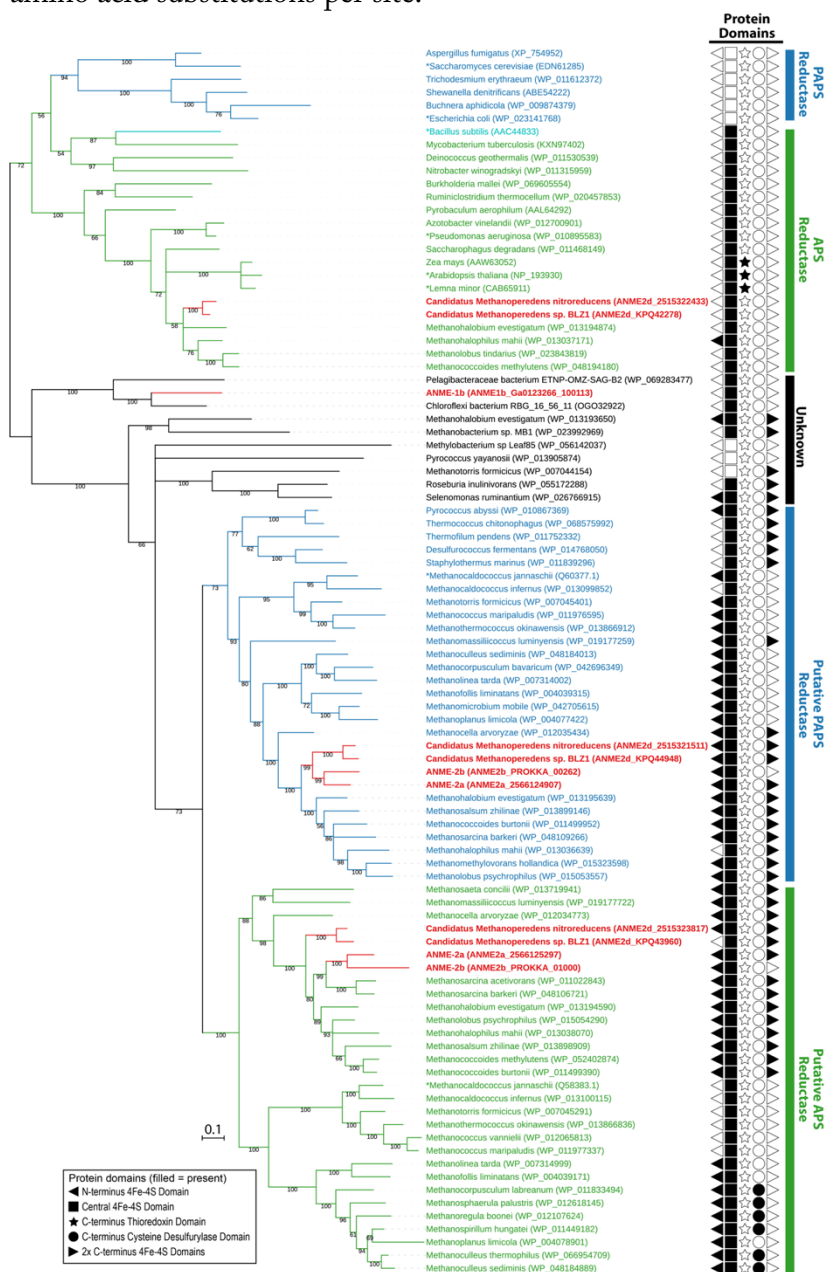 amino acid substitutions per site.
Protein
Domains
Aspergillus fumigatus (XP_754952)
*Saccharomyces cerevisiae (EDN61285)
Trichodesmium erythraeum (WP_011612372)
Shewanella denitrificans (ABE54222)
Buchnera aphidicola (WP_009874379)
*Escherichia coli (WP_023141768)
*Bacillus subtilis (AAC44833)
Mycobacterium tuberculosis (KXN97402)
Deinococcus geothermalis (WP_011530539)
Nitrobacter winogradskyi (WP_011315959)
Burkholderia mallei (WP_069605554)
Ruminiclostridium thermocellum (WP_020457853)
Pyrobaculum aerophilum (AAL64292)
Azotobacter vinelandii (WP_012700901)
*Pseudomonas aeruginosa (WP_010895583)
Saccharophagus degradans (WP_011468149)
Zea mays (AAW63052)
*Arabidopsis thaliana (NP_193930)
*Lemna minor (CAB65911)
Candidatus Methanoperedens nitroreducens (ANME2d_2515322433)
Candidatus Methanoperedens sp. BLZ1 (ANME2d_KPQ42278)
Methanohalobium evestigatum (WP_013194874)
Methanohalophilus mahii (WP_013037171)
Methanolobus tindarius (WP_023843819)
Methanococcoides methylutens (WP_048194180)
Pelagibacteraceae bacterium ETNP-OMZ-SAG-B2 (WP_069283477)
ANME-1b (ANME1b_Ga0123266_100113)
Chloroflexi bacterium RBG_16_56_11 (OGO32922)
Methanohalobium evestigatum (WP_013193650)
Methanobacterium sp. MB1 (WP_023992969)
Methylobacterium sp Leaf85 (WP_056142037)
Pyrococcus yayanosii (WP_013905874)
Methanotorris formicicus (WP_007044154)
Roseburia inulinivorans (WP_055172288)
Selenomonas ruminantium (WP_026766915)
Pyrococcus abyssi (WP_010867369)
Thermococcus chitonophagus (WP_068575992)
Thermofilum pendens (WP_011752332)
Desulfurococcus fermentans (WP_014768050)
Staphylothermus marinus (WP_011839296)
*Methanocaldococcus jannaschii (Q60377.1)
Methanocaldococcus infernus (WP_013099852)
Methanotorris formicicus (WP_007045401)
Methanococcus maripaludis (WP_011976595)
Methanothermococcus okinawensis (WP_013866912)
Methanomassiliicoccus luminyensis (WP_019177259)
Methanoculleus sediminis (WP_048184013)
Methanocorpusculum bavaricum (WP_042696349)
Methanolinea tarda (WP_007314002)
Methanofollis liminatans (WP_004039315)
Methanomicrobium mobile (WP_042705615)
Methanoplanus limicola (WP_004077422)
Methanocella arvoryzae (WP_012035434)
Candidatus Methanoperedens nitroreducens (ANME2d_2515321511)
Candidatus Methanoperedens sp. BLZ1 (ANME2d_KPQ44948)
ANME-2b (ANME2b_PROKKA_00262)
ANME-2a (ANME2a_2566124907)
Methanohalobium evestigatum (WP_013195639)
Methanosalsum zhilinae (WP_013899146)
Methanococcoides burtonii (WP_011499952)
Methanosarcina barkeri (WP_048109266)
Methanohalophilus mahii (WP_013036639)
Methanomethylovorans hollandica (WP_015323598)
Methanolobus psychrophilus (WP_015053557)
Methanosaeta concilii (WP_013719941)
Methanomassiliicoccus luminyensis (WP_019177722)
Methanocella arvoryzae (WP_012034773)
Candidatus Methanoperedens nitroreducens (ANME2d_2515323817)
Candidatus Methanoperedens sp. BLZ1 (ANME2d_KPQ43960)
ANME-2a (ANME2a_2566125297)
ANME-2b (ANME2b_PROKKA_01000)
Methanosarcina acetivorans (WP_011022843)
Methanosarcina barkeri (WP_048106721)
Methanohalobium evestigatum (WP_013194590)
Methanolobus psychrophilus (WP_015054290)
Methanohalophilus mahii (WP_013038070)
Methanosalsum zhilinae (WP_013898909)
Methanococcoides methylutens (WP_052402874)
Methanococcoides burtonii (WP_011499390)
*Methanocaldococcus jannaschii (Q58383.1)
Methanocaldococcus infernus (WP_013100115)
Methanotorris formicicus (WP_007045291)
Methanothermococcus okinawensis (WP_013866836)
Methanococcus vannielii (WP_012065813)
Methanococcus maripaludis (WP_011977337)
Methanolinea tarda (WP_007314999)
Methanofollis liminatans (WP_004039171)
Methanocorpusculum labreanum (WP_011833494)
Methanosphaerula palustris (WP_012618145)
Methanoregula boonei (WP_012107624)
Methanospirillum hungatei (WP_011449182)
Methanoplanus limicola (WP_004078901)
Methanoculleus thermophilus (WP_066954709)
Methanoculleus sediminis (WP_048184889)
PAPS
Reductase
APS
Reductase
Unknown
Putative PAPS
Reductase
Putative APS
Reductase
0.1
Protein domains (filled = present)
N-terminus 4Fe-4S Domain
Central 4Fe-4S Domain
C-terminus Thioredoxin Domain
C-terminus Cysteine Desulfurylase Domain
2x C-terminus 4Fe-4S Domains